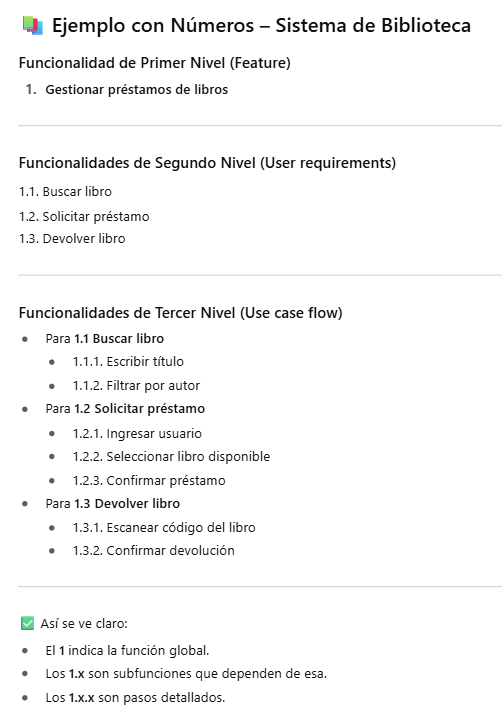 Ejemplo con Números – Sistema de Biblioteca
Funcionalidad de Primer Nivel (Feature)
1. Gestionar préstamos de libros
Funcionalidades de Segundo Nivel (User requirements)
1.1. Buscar libro
1.2. Solicitar préstamo
1.3. Devolver libro
Funcionalidades de Tercer Nivel (Use case flow)
• Para 1.1 Buscar libro
• 1.1.1. Escribir título
• 1.1.2. Filtrar por autor
• Para 1.2 Solicitar préstamo
• 1.2.1. Ingresar usuario
• 1.2.2. Seleccionar libro disponible
• 1.2.3. Confirmar préstamo
• Para 1.3 Devolver libro
• 1.3.1. Escanear código del libro
• 1.3.2. Confirmar devolución
✅ Así se ve claro:
• El 1 indica la función global.
• Los 1.x son subfunciones que dependen de esa.
• Los 1.x.x son pasos detallados.